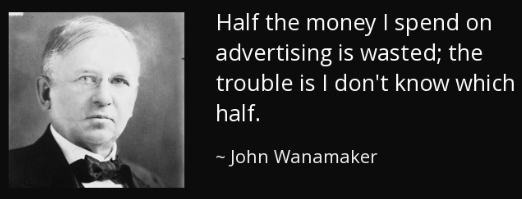 Half the money I spend on
advertising is wasted; the
trouble is I don't know which
half.
~ John Wanamaker